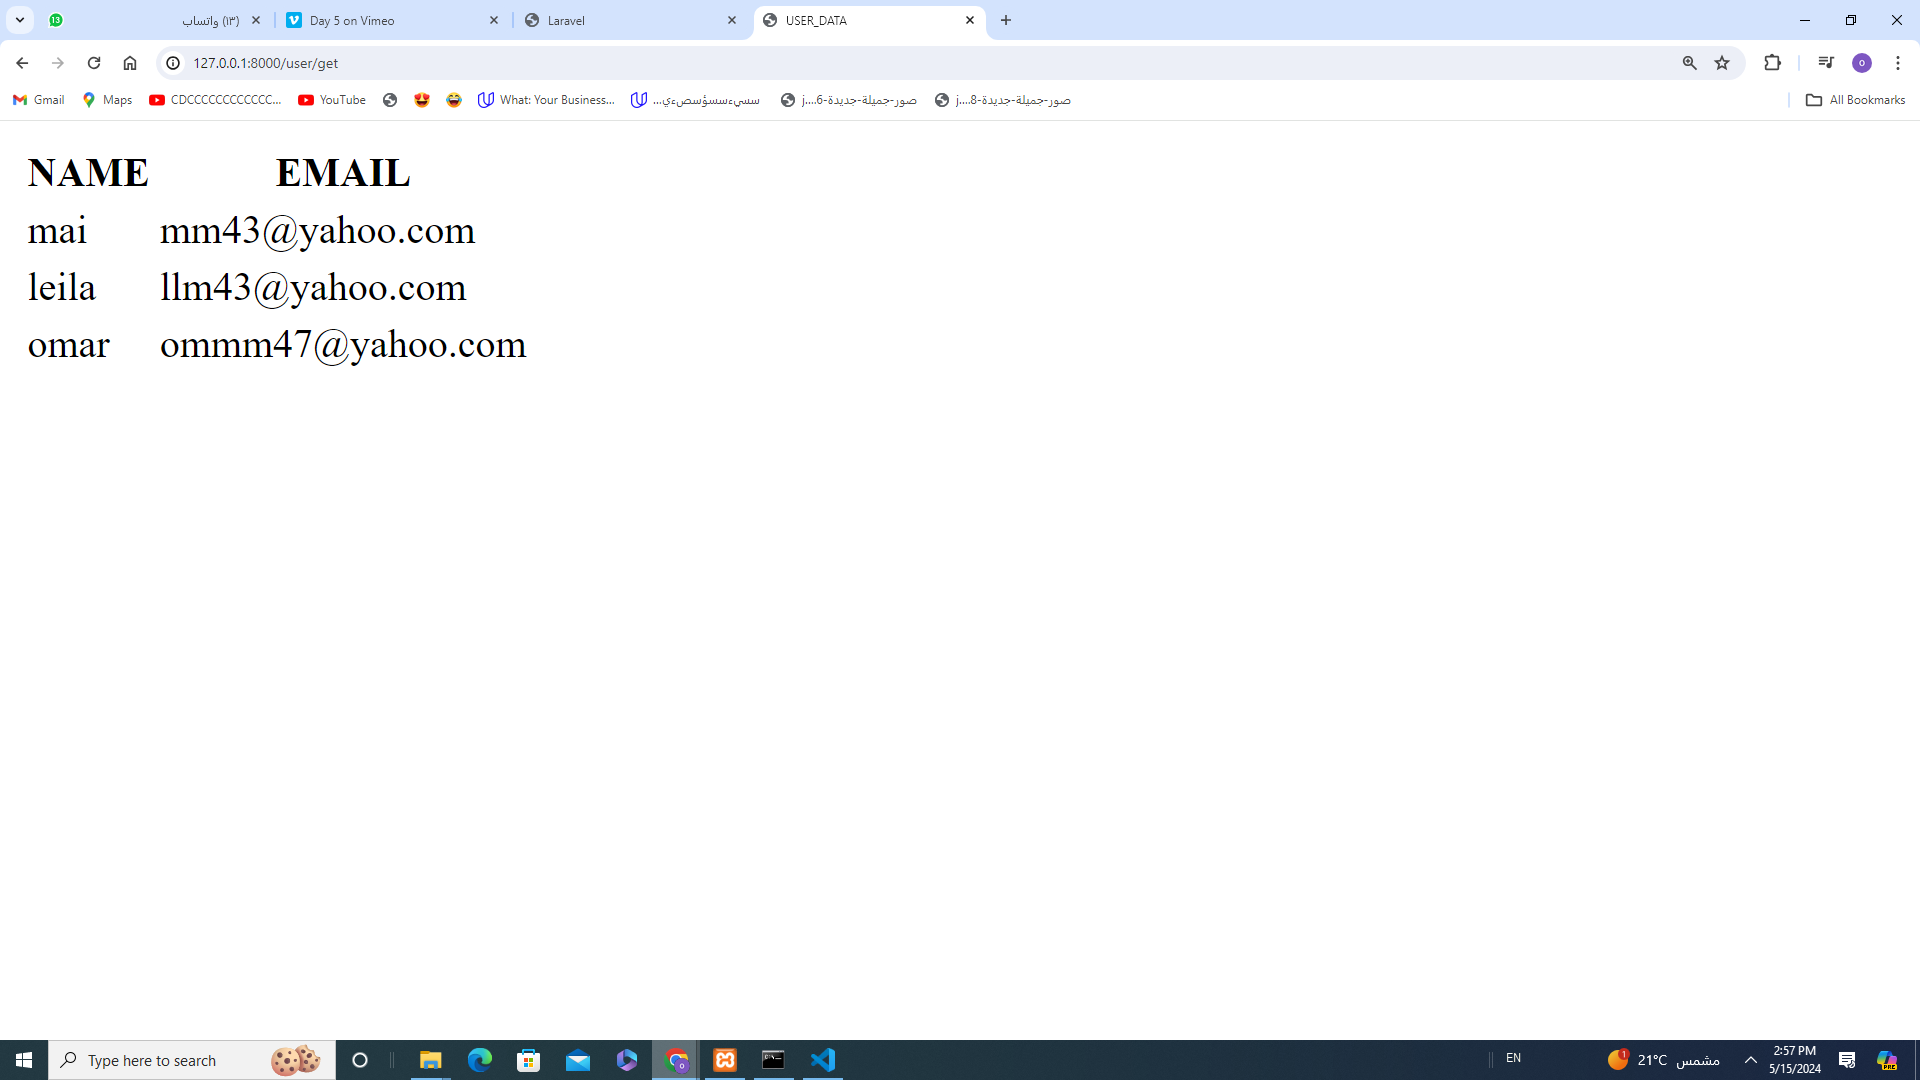 (١٣) واتساب
Day 5 on Vimeo
Laravel
USER_DATA
127.0.0.1:8000/user/get
Gmail
Maps
CDCCCCCCCCCCCC...
YouTube
What: Your Business...
سسيءسسؤسصءي...
صور-جميلة-جديدة-6....j
صور-جميلة-جديدة-8....j
All Bookmarks
NAME EMAIL
mai mm43@yahoo.com
leila llm43@yahoo.com
omar ommm47@yahoo.com
Type here to search
EN
21°C مشمس
2:57 PM
5/15/2024